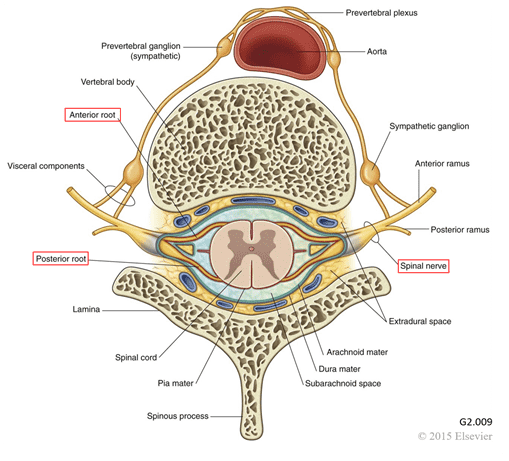 Prevertebral plexus
Prevertebral ganglion
(sympathetic)
Aorta
Vertebral body
Anterior root
Sympathetic ganglion
Visceral components
Anterior ramus
Posterior ramus
Posterior root
Spinal nerve
Lamina
Extradural space
Spinal cord
Arachnoid mater
Dura mater
Pia mater
Subarachnoid space
Spinous process
G2.009
© 2015 Elsevier